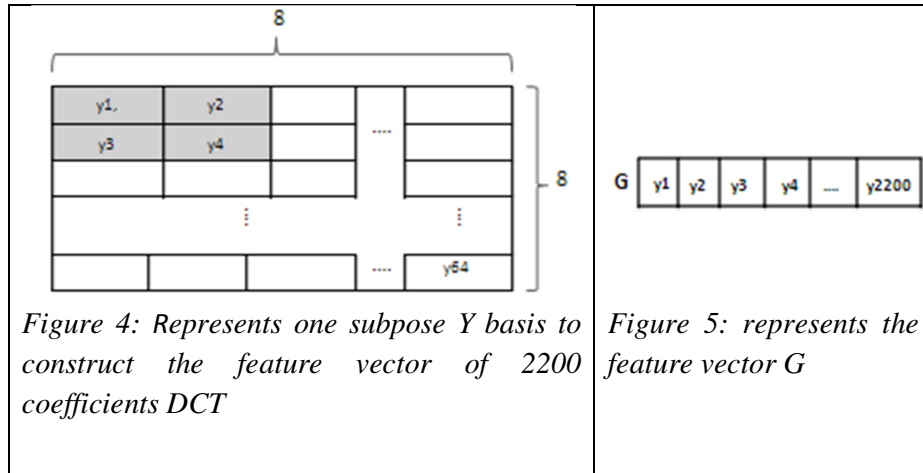 8
y1, y2
....
y3 y4
8
....
....
.... y64
Figure 4: Represents one subpose Y basis to
construct the feature vector of 2200
coefficients DCT
G y1 y2 y3 y4 .... y2200
Figure 5: represents the
feature vector G